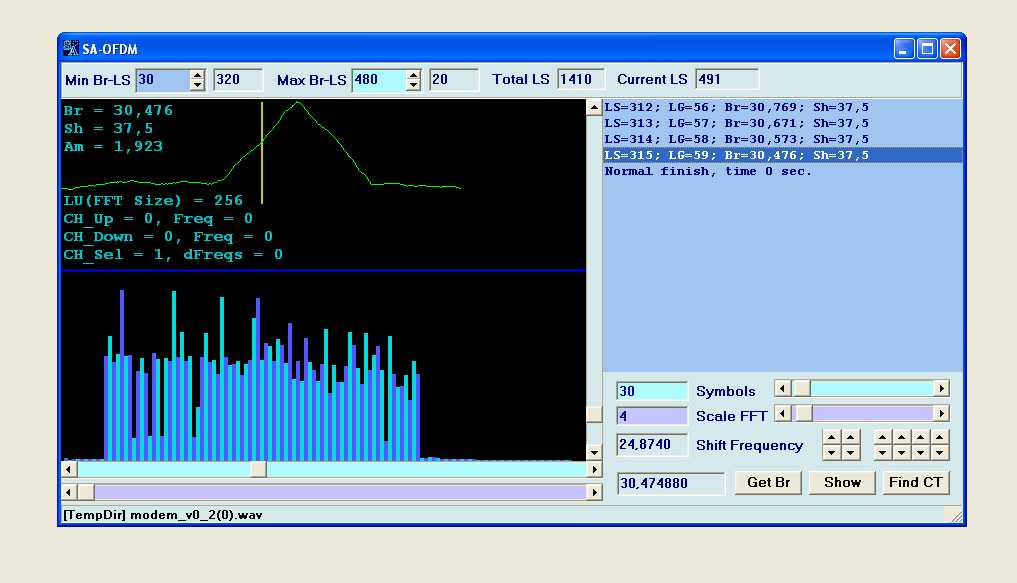 SA-OFDM
Min Br-LS 30 320 Max Br-LS 480 20 Total LS 1410 Current LS 491
Br = 30,476
Sh = 37,5
Am = 1,923
LU(FFT Size) = 256
CH_Up = 0, Freq = 0
CH_Down = 0, Freq = 0
CH_Sel = 1, dFreqs = 0
LS=312; LG=56; Br=30,769; Sh=37,5
LS=313; LG=57; Br=30,671; Sh=37,5
LS=314; LG=58; Br=30,573; Sh=37,5
LS=315; LG=59; Br=30,476; Sh=37,5
Normal finish, time 0 sec.
30 Symbols
4 Scale FFT
24,8740 Shift Frequency
30,474880 Get Br Show Find CT
[TempDir] modem_v0_2(0).wav